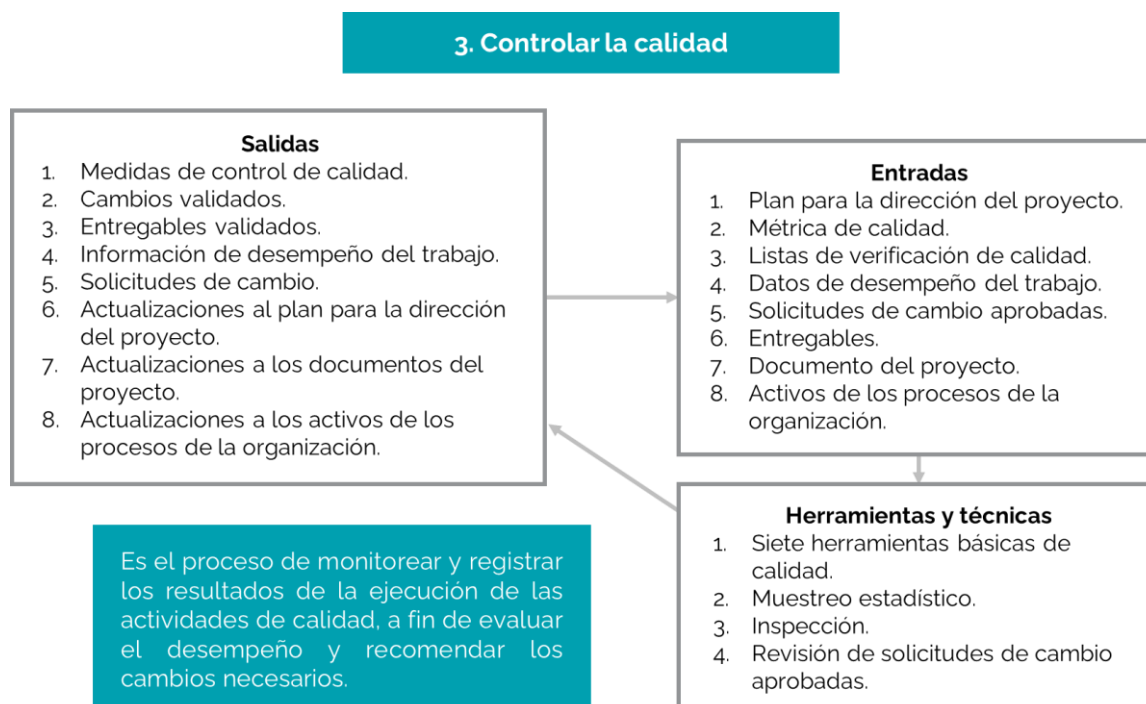 3. Controlar la calidad
Salidas
1. Medidas de control de calidad.
2. Cambios validados.
3. Entregables validados.
4. Información de desempeño del trabajo.
5. Solicitudes de cambio.
6. Actualizaciones al plan para la dirección
del proyecto.
7. Actualizaciones a los documentos del
proyecto.
8. Actualizaciones a los activos de los
procesos de la organización.
Entradas
1. Plan para la dirección del proyecto.
2. Métrica de calidad.
3. Listas de verificación de calidad.
4. Datos de desempeño del trabajo.
5. Solicitudes de cambio aprobadas.
6. Entregables.
7. Documento del proyecto.
8. Activos de los procesos de la
organización.
Herramientas y técnicas
1. Siete herramientas básicas de
calidad.
2. Muestreo estadístico.
3. Inspección.
4. Revisión de solicitudes de cambio
aprobadas.
Es el proceso de monitorear y registrar
los resultados de la ejecución de las
actividades de calidad, a fin de evaluar
el desempeño y recomendar los
cambios necesarios.